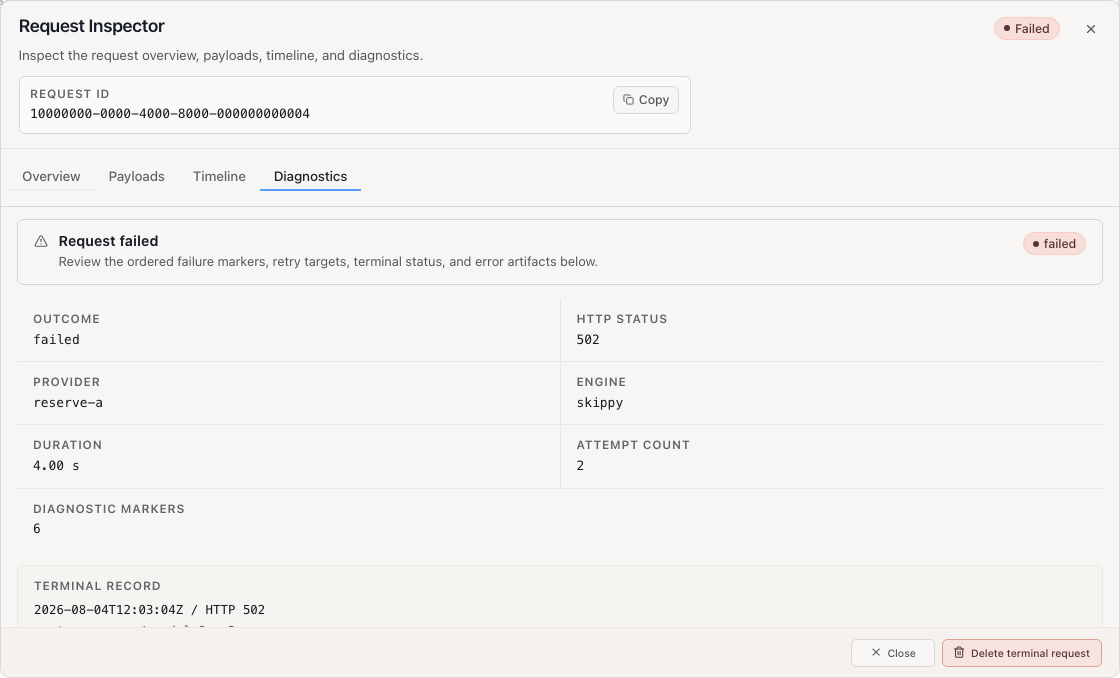 Request Inspector
Failed
Inspect the request overview, payloads, timeline, and diagnostics.
REQUEST ID
10000000-0000-4000-8000-000000000004
Copy
Overview
Payloads
Timeline
Diagnostics
Request failed
failed
Review the ordered failure markers, retry targets, terminal status, and error artifacts below.
OUTCOME
failed
HTTP STATUS
502
PROVIDER
reserve-a
ENGINE
skippy
DURATION
4.00 s
ATTEMPT COUNT
2
DIAGNOSTIC MARKERS
6
TERMINAL RECORD
2026-08-04T12:03:04Z / HTTP 502
Close
Delete terminal request